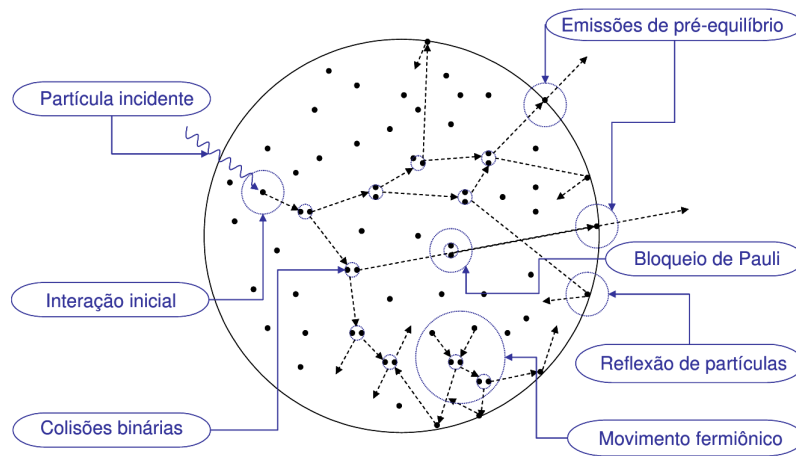 Emissões de pré-equilíbrio
Partícula incidente
Bloqueio de Pauli
Interação inicial
Reflexão de partículas
Colisões binárias
Movimento fermiônico